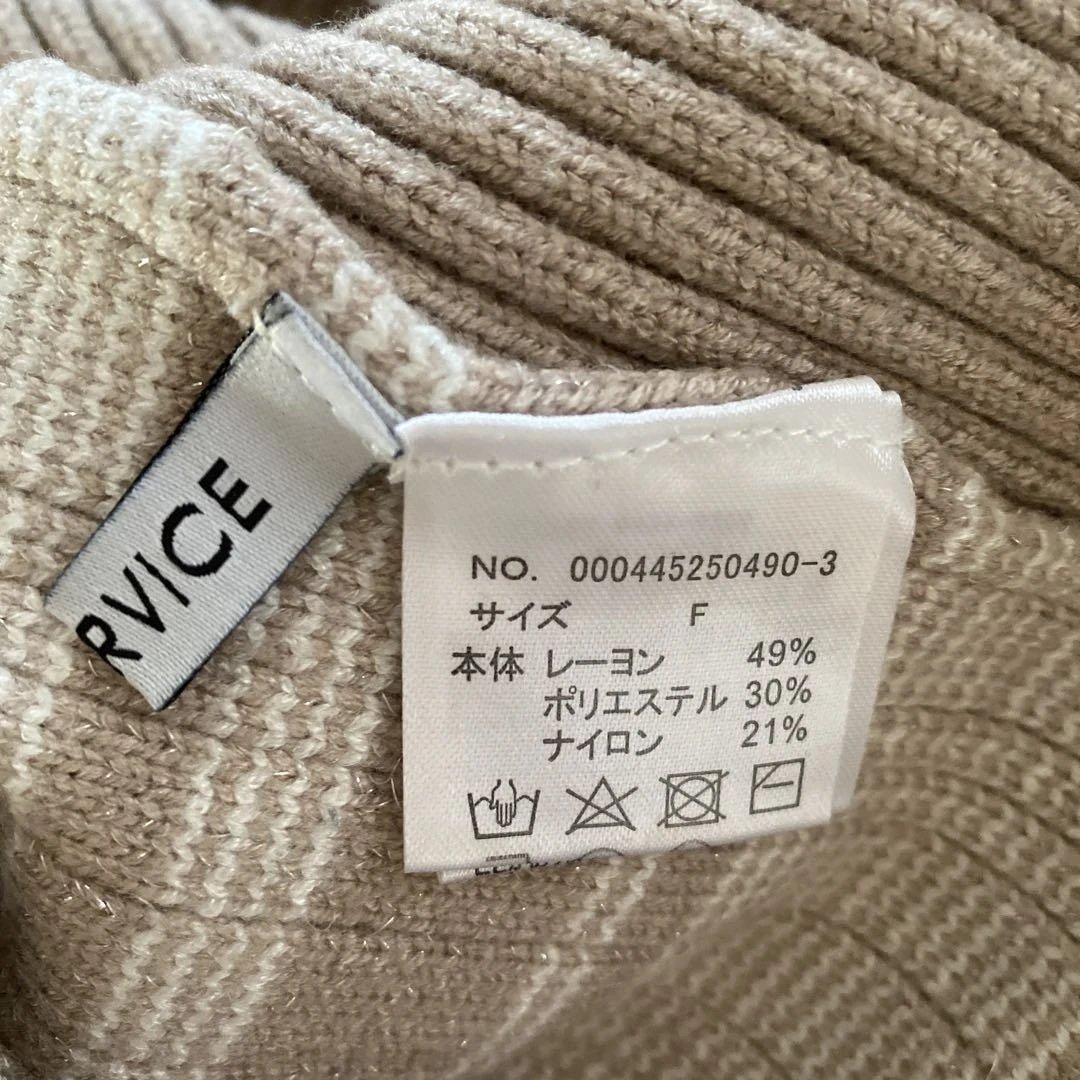 RVICE
NO. 000445250490-3
サイズ F
本体 レーヨン 49%
ポリエステル 30%
ナイロン 21%